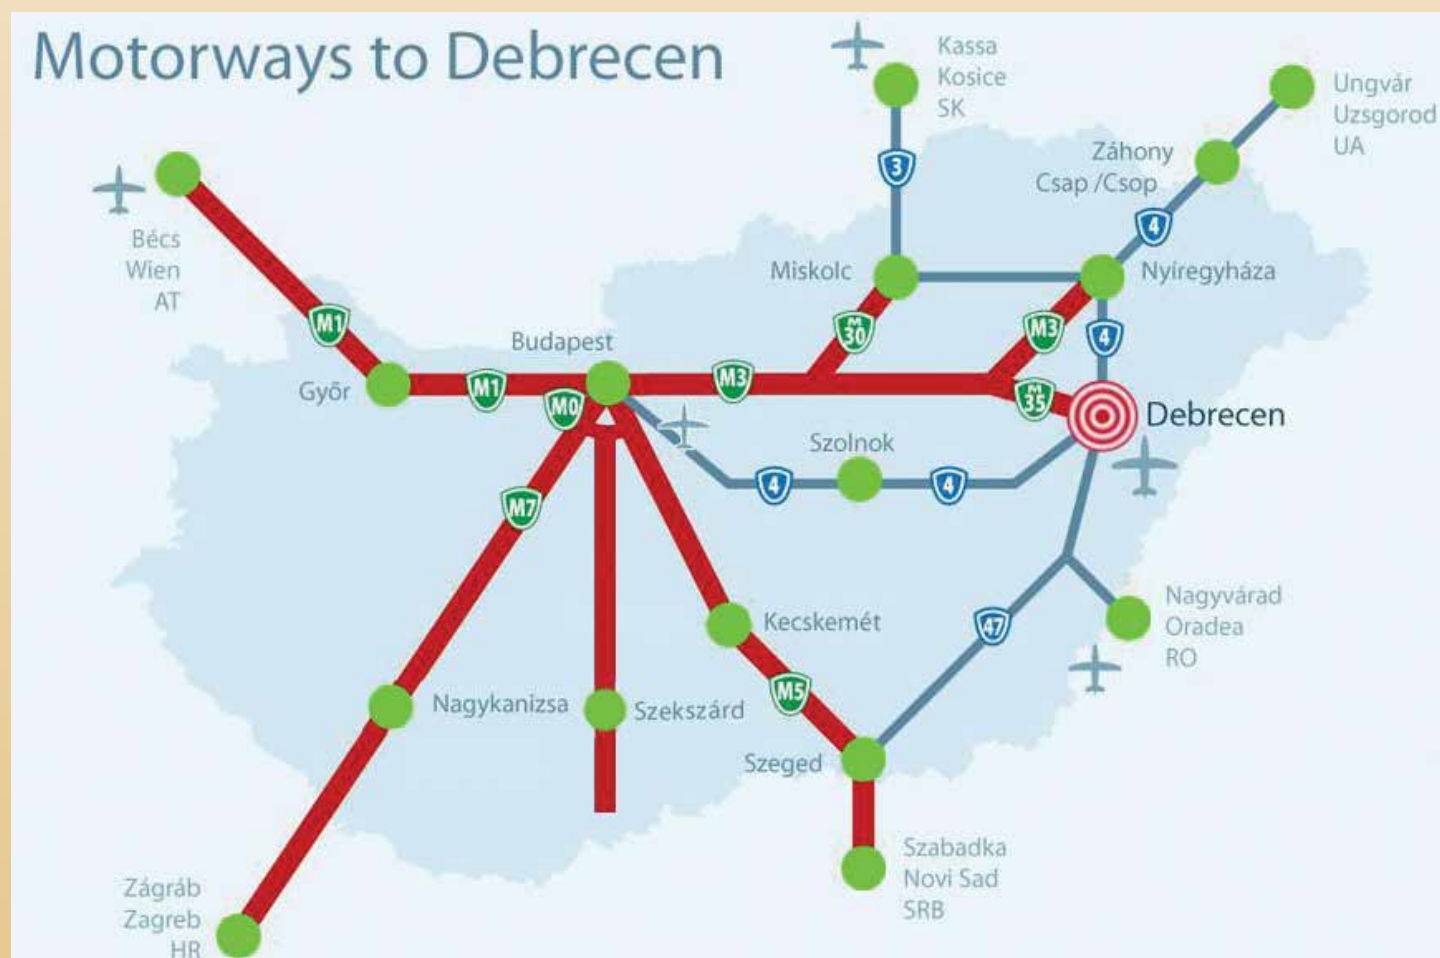 Motorways to Debrecen
Kassa
Kosice
SK
Ungvár
Uzsgorod
UA
3
Záhony
Csap /Csop
4
Bécs
Wien
AT
Miskolc
Nyíregyháza
M1
M
30
M3
4
Budapest
Győr
M1
M0
M3
M
35
Debrecen
Szolnok
4
4
M7
Nagyvárad
Oradea
RO
Kecskemét
47
M5
Nagykanizsa
Szekszárd
Szeged
Szabadka
Novi Sad
SRB
Zágráb
Zagreb
HR